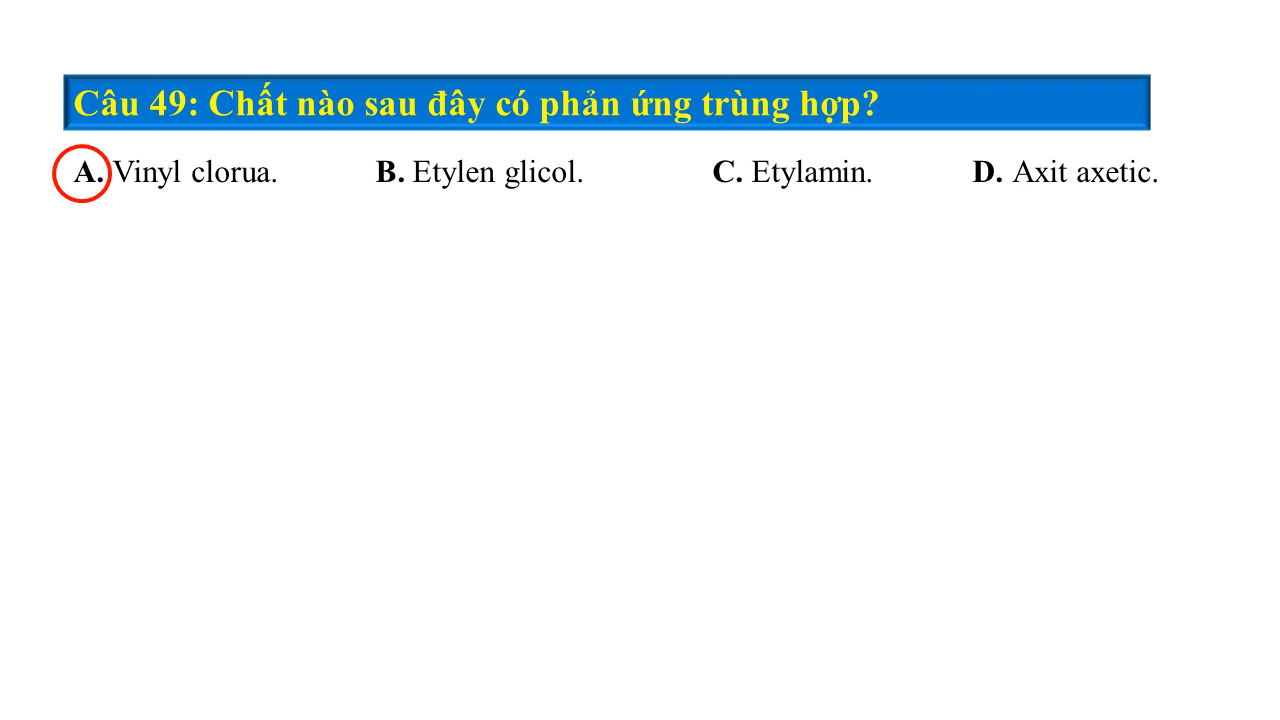 Câu 49: Chất nào sau đây có phản ứng trùng hợp?
A. Vinyl clorua. B. Etylen glicol. C. Etylamin. D. Axit axetic.